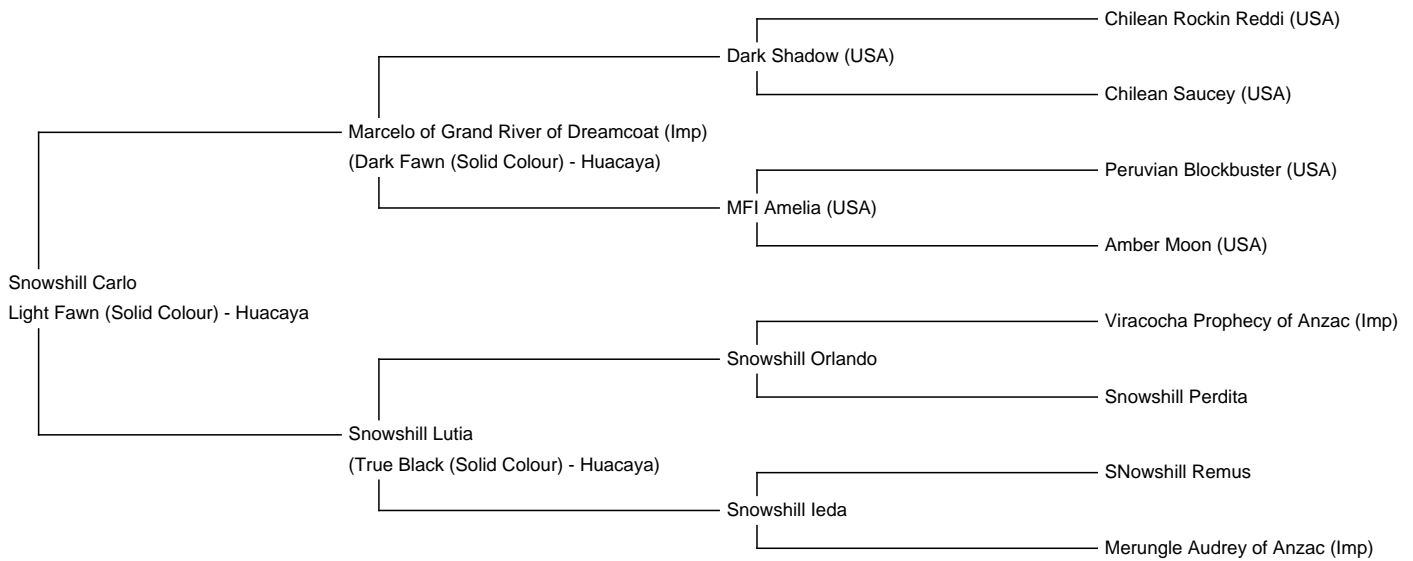 Chilean Rockin Reddi (USA)
Dark Shadow (USA)
Chilean Saucey (USA)
Marcelo of Grand River of Dreamcoat (Imp)
(Dark Fawn (Solid Colour) - Huacaya)
Peruvian Blockbuster (USA)
MFI Amelia (USA)
Amber Moon (USA)
Snowshill Carlo
Light Fawn (Solid Colour) - Huacaya
Viracocha Prophecy of Anzac (Imp)
Snowshill Orlando
Snowshill Perdita
Snowshill Lutia
(True Black (Solid Colour) - Huacaya)
SNowshill Remus
Snowshill Ieda
Merungle Audrey of Anzac (Imp)